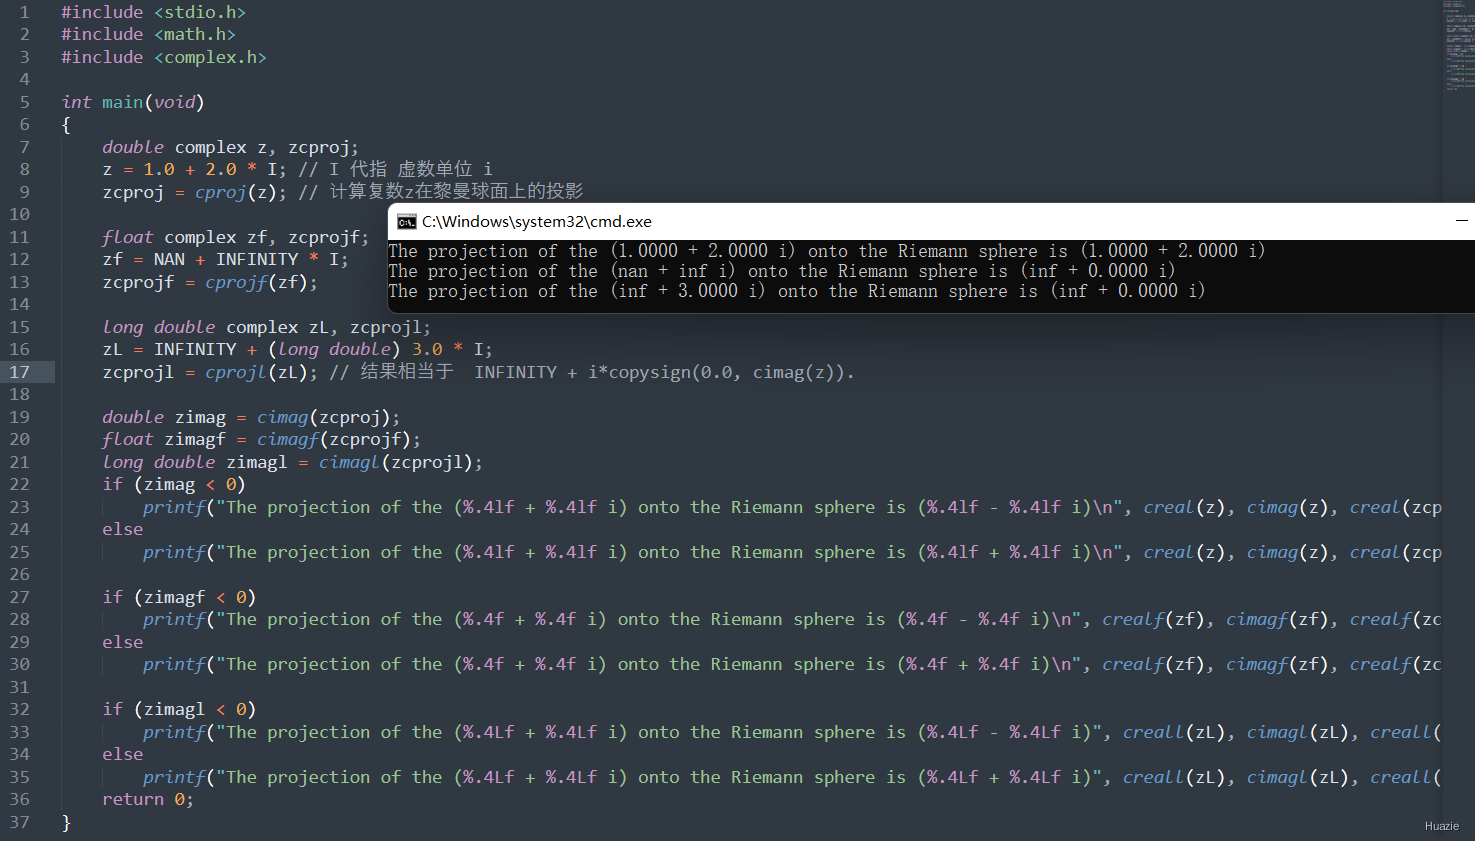 1 #include <stdio.h>
2 #include <math.h>
3 #include <complex.h>
4
5 int main(void)
6 {
7 double complex z, zcproj;
8 z = 1.0 + 2.0 * I; // I 代指 虚数单位 i
9 zcproj = cproj(z); // 计算复数z在黎曼球面上的投影
10
11 float complex zf, zcprojf;
12 zf = NAN + INFINITY * I;
13 zcprojf = cprojf(zf);
14
15 long double complex zL, zcprojl;
16 zL = INFINITY + (long double) 3.0 * I;
17 zcprojl = cprojl(zL); // 结果相当于  INFINITY + i*copysign(0.0, cimag(z)).
18
19 double zimag = cimag(zcproj);
20 float zimagf = cimagf(zcprojf);
21 long double zimagl = cimagl(zcprojl);
22 if (zimag < 0)
23 printf("The projection of the (%.4lf + %.4lf i) onto the Riemann sphere is (%.4lf - %.4lf i)\n", creal(z), cimag(z), creal(zcp
24 else
25 printf("The projection of the (%.4lf + %.4lf i) onto the Riemann sphere is (%.4lf + %.4lf i)\n", creal(z), cimag(z), creal(zcp
26
27 if (zimagf < 0)
28 printf("The projection of the (%.4f + %.4f i) onto the Riemann sphere is (%.4f - %.4f i)\n", crealf(zf), cimagf(zf), crealf(zc
29 else
30 printf("The projection of the (%.4f + %.4f i) onto the Riemann sphere is (%.4f + %.4f i)\n", crealf(zf), cimagf(zf), crealf(zc
31
32 if (zimagl < 0)
33 printf("The projection of the (%.4Lf + %.4Lf i) onto the Riemann sphere is (%.4Lf - %.4Lf i)", creall(zL), cimagl(zL), creall(
34 else
35 printf("The projection of the (%.4Lf + %.4Lf i) onto the Riemann sphere is (%.4Lf + %.4Lf i)", creall(zL), cimagl(zL), creall(
36 return 0;
37 }
C:\Windows\system32\cmd.exe
The projection of the (1.0000 + 2.0000 i) onto the Riemann sphere is (1.0000 + 2.0000 i)
The projection of the (nan + inf i) onto the Riemann sphere is (inf + 0.0000 i)
The projection of the (inf + 3.0000 i) onto the Riemann sphere is (inf + 0.0000 i)
Huazie